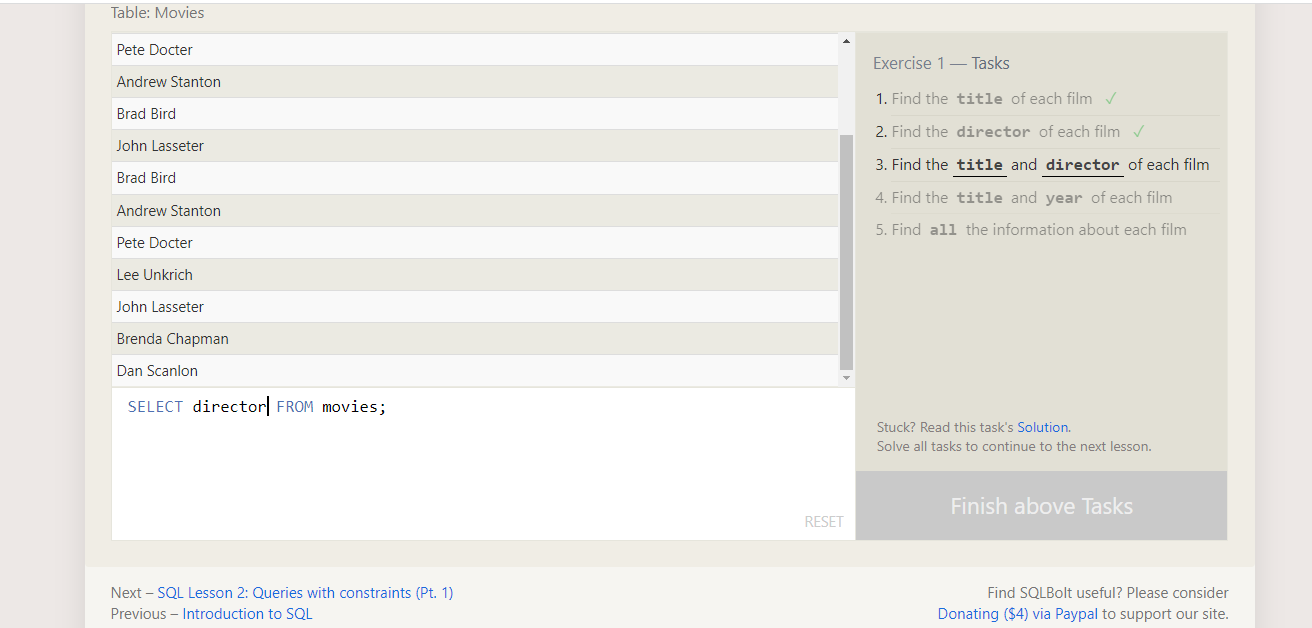 Table: Movies
Pete Docter
Andrew Stanton
Brad Bird
John Lasseter
Brad Bird
Andrew Stanton
Pete Docter
Lee Unkrich
John Lasseter
Brenda Chapman
Dan Scanlon
SELECT director FROM movies;
RESET
Exercise 1 — Tasks
1. Find the title of each film ✓
2. Find the director of each film ✓
3. Find the title and director of each film
4. Find the title and year of each film
5. Find all the information about each film
Stuck? Read this task's Solution.
Solve all tasks to continue to the next lesson.
Finish above Tasks
Next – SQL Lesson 2: Queries with constraints (Pt. 1)
Previous – Introduction to SQL
Find SQLBolt useful? Please consider
Donating ($4) via Paypal to support our site.